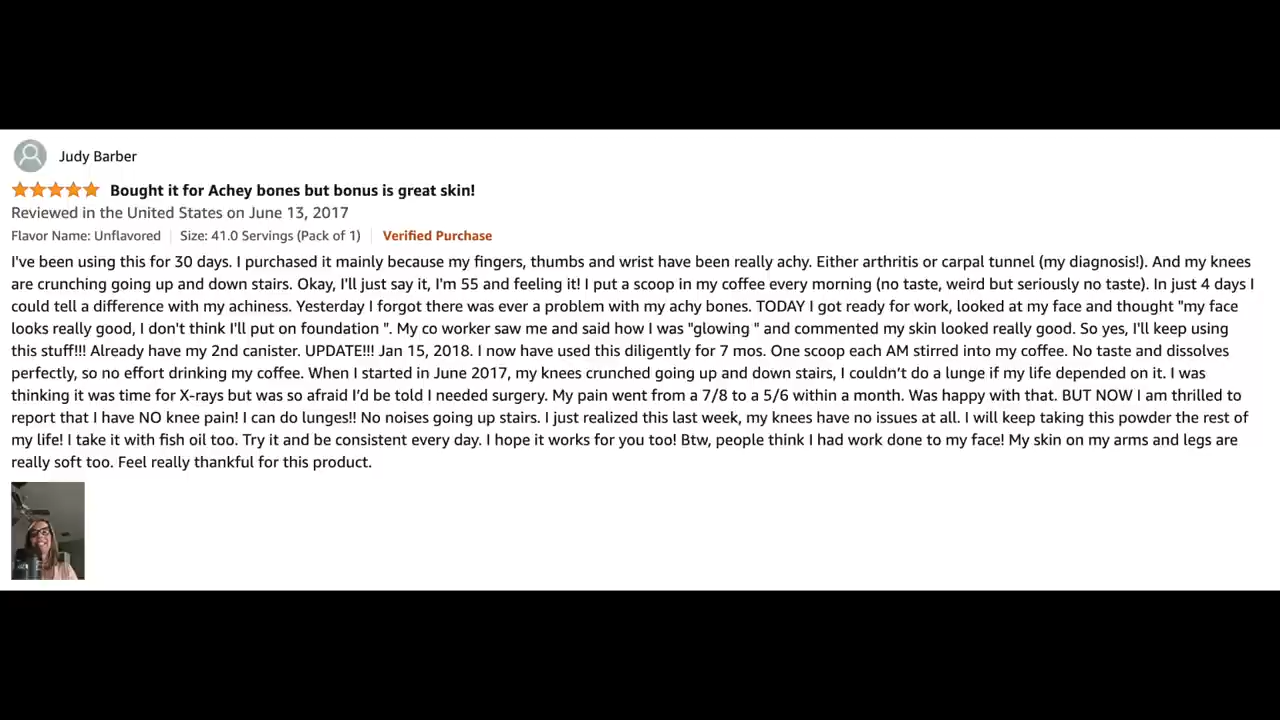 Judy Barber
Bought it for Achey bones but bonus is great skin!
Reviewed in the United States on June 13, 2017
Flavor Name: Unflavored | Size: 41.0 Servings (Pack of 1) | Verified Purchase
I've been using this for 30 days. I purchased it mainly because my fingers, thumbs and wrist have been really achy. Either arthritis or carpal tunnel (my diagnosis!). And my knees
are crunching going up and down stairs. Okay, I'll just say it, I'm 55 and feeling it! I put a scoop in my coffee every morning (no taste, weird but seriously no taste). In just 4 days I
could tell a difference with my achiness. Yesterday I forgot there was ever a problem with my achy bones. TODAY I got ready for work, looked at my face and thought "my face
looks really good, I don't think I'll put on foundation ". My co worker saw me and said how I was "glowing " and commented my skin looked really good. So yes, I'll keep using
this stuff!!! Already have my 2nd canister. UPDATE!!! Jan 15, 2018. I now have used this diligently for 7 mos. One scoop each AM stirred into my coffee. No taste and dissolves
perfectly, so no effort drinking my coffee. When I started in June 2017, my knees crunched going up and down stairs, I couldn’t do a lunge if my life depended on it. I was
thinking it was time for X-rays but was so afraid I’d be told I needed surgery. My pain went from a 7/8 to a 5/6 within a month. Was happy with that. BUT NOW I am thrilled to
report that I have NO knee pain! I can do lunges!! No noises going up stairs. I just realized this last week, my knees have no issues at all. I will keep taking this powder the rest of
my life! I take it with fish oil too. Try it and be consistent every day. I hope it works for you too! Btw, people think I had work done to my face! My skin on my arms and legs are
really soft too. Feel really thankful for this product.